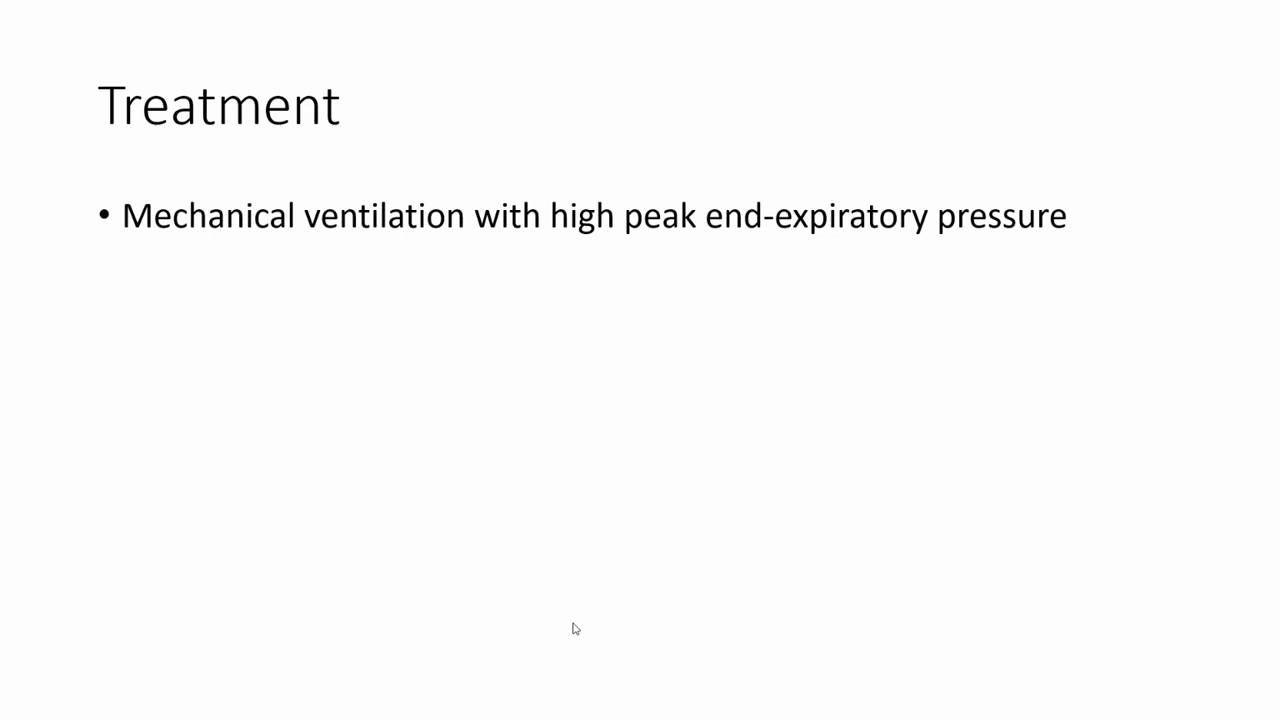 Treatment
• Mechanical ventilation with high peak end-expiratory pressure